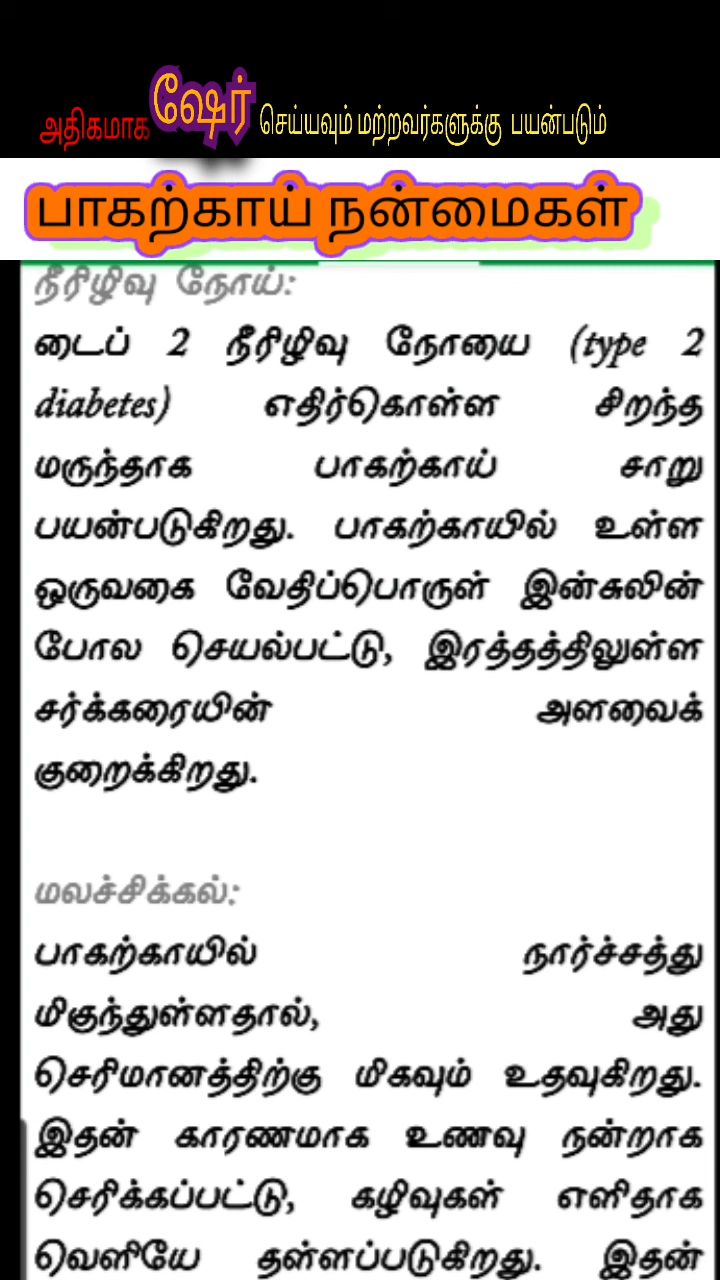 அதிகமாக ஷேர் செய்யவும் மற்றவர்களுக்கு பயன்படும்
பாகற்காய் நன்மைகள்
நீரிழிவு நோய்:
டைப் 2 நீரிழிவு நோயை (type 2
diabetes) எதிர்கொள்ள சிறந்த
மருந்தாக பாகற்காய் சாறு
பயன்படுகிறது. பாகற்காயில் உள்ள
ஒருவகை வேதிப்பொருள் இன்சுலின்
போல செயல்பட்டு, இரத்தத்திலுள்ள
சர்க்கரையின் அளவைக்
குறைக்கிறது.
மலச்சிக்கல்:
பாகற்காயில் நார்ச்சத்து
மிகுந்துள்ளதால், அது
செரிமானத்திற்கு மிகவும் உதவுகிறது.
இதன் காரணமாக உணவு நன்றாக
செரிக்கப்பட்டு, கழிவுகள் எளிதாக
வெளியே தள்ளப்படுகிறது. இதன்